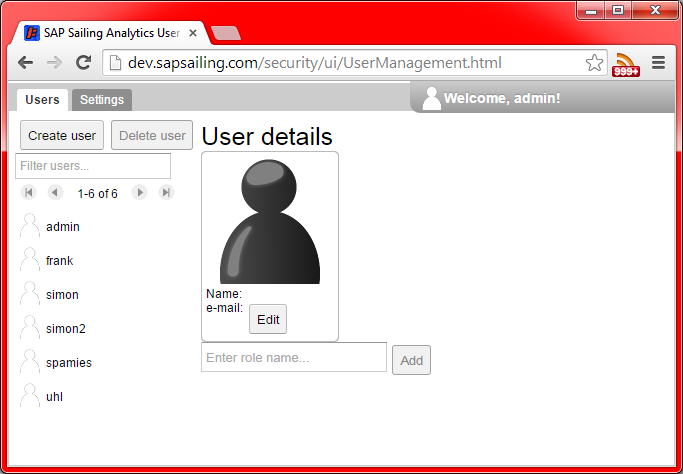 SAP Sailing Analytics User
dev.sapsailing.com/security/ui/UserManagement.html
999+
Users
Settings
Welcome, admin!
Create user
Delete user
User details
Filter users...
1-6 of 6
admin
frank
simon
simon2
spamies
uhl
Name:
e-mail:
Edit
Enter role name...
Add